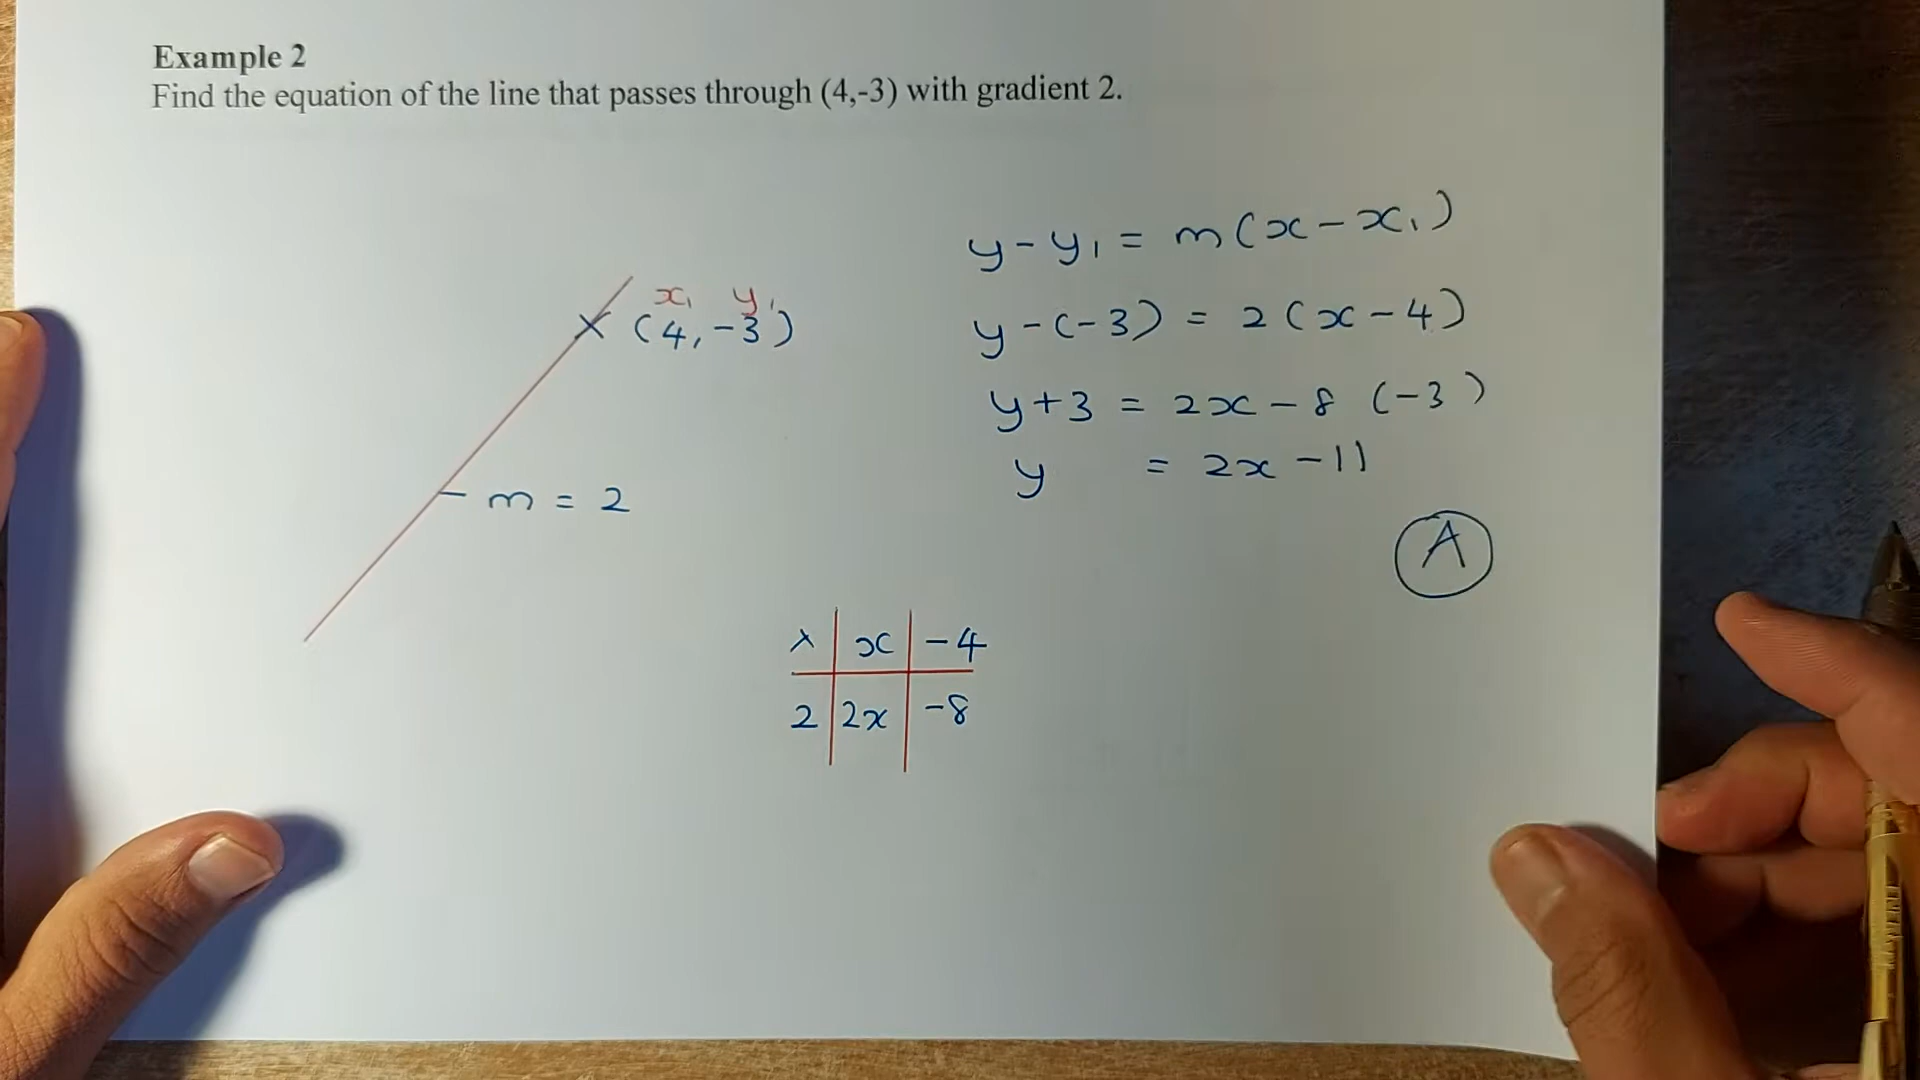 Example 2
Find the equation of the line that passes through (4,-3) with gradient 2.
x₁ y₁
(4, -3)
m = 2
y - y₁ = m(x - x₁)
y - (-3) = 2(x - 4)
y + 3 = 2x - 8 (-3)
y = 2x - 11
A
× x -4
2 2x -8